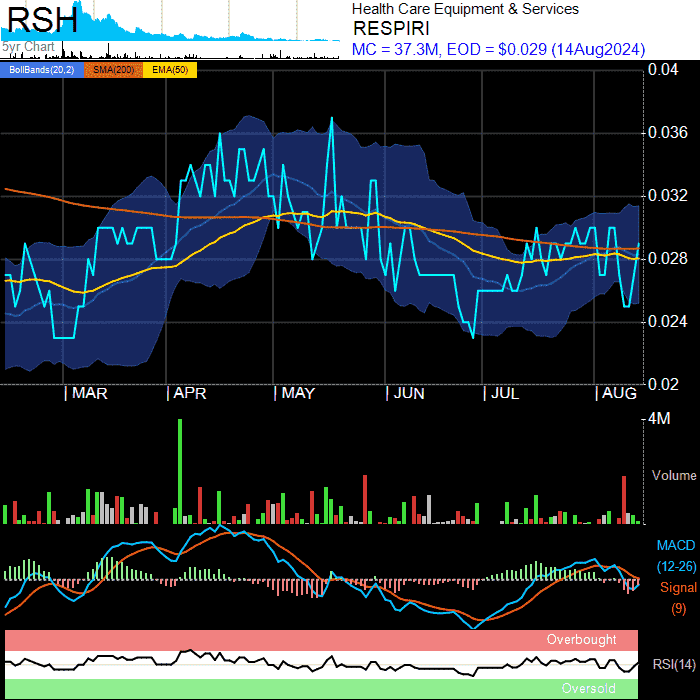 RSH
5yr Chart
Health Care Equipment & Services
RESPIRI
MC = 37.3M, EOD = $0.029 (14Aug2024)
BollBands(20,2) SMA(200) EMA(50)
0.04
0.036
0.032
0.028
0.024
0.02
| MAR | APR | MAY | JUN | JUL | AUG
4M
Volume
MACD
(12-26)
Signal
(9)
Overbought
RSI(14)
Oversold